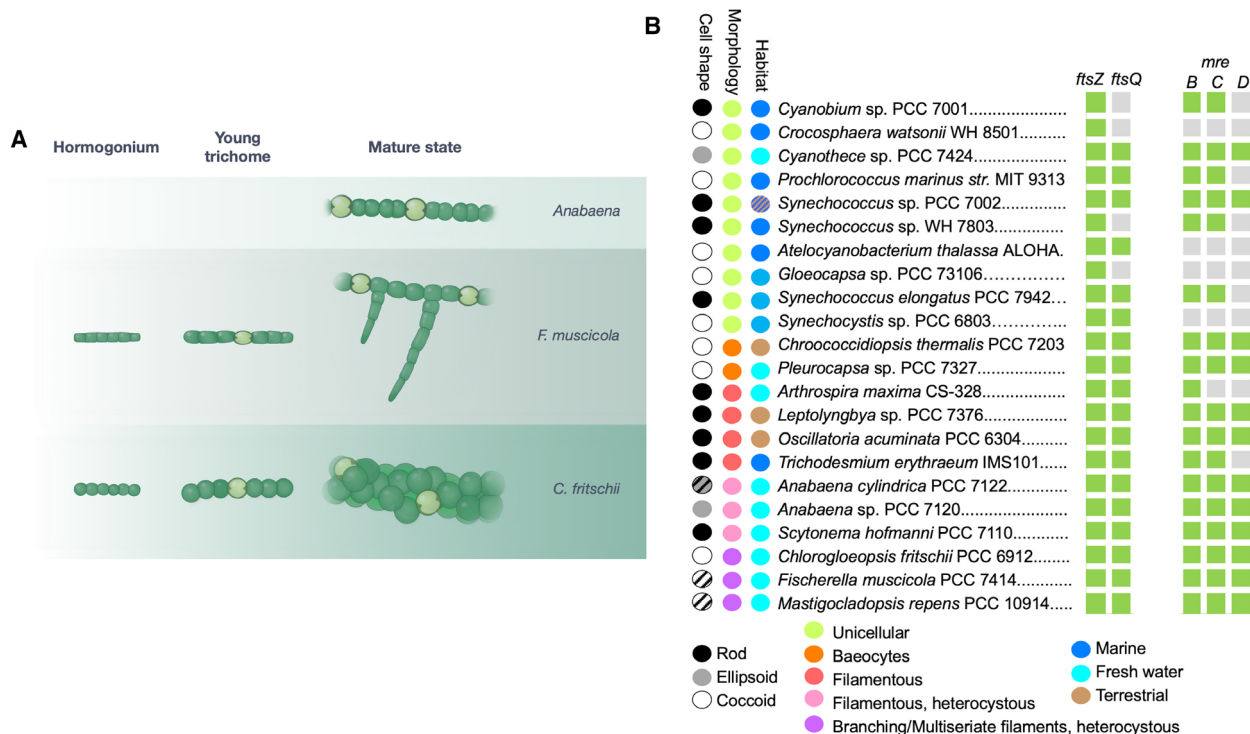 A
Hormogonium
Young
trichome
Mature state
Anabaena
F. muscicola
C. fritschii
B
Cell shape
Morphology
Habitat
ftsZ ftsQ
mre
B C D
Cyanobium sp. PCC 7001.....................
Crocosphaera watsonii WH 8501..........
Cyanothece sp. PCC 7424....................
Prochlorococcus marinus str. MIT 9313
Synechococcus sp. PCC 7002..............
Synechococcus sp. WH 7803...............
Atelocyanobacterium thalassa ALOHA.
Gloeocapsa sp. PCC 73106……………
Synechococcus elongatus PCC 7942…
Synechocystis sp. PCC 6803………...
Chroococcidiopsis thermalis PCC 7203
Pleurocapsa sp. PCC 7327..................
Arthrospira maxima CS-328..................
Leptolyngbya sp. PCC 7376..................
Oscillatoria acuminata PCC 6304..........
Trichodesmium erythraeum IMS101......
Anabaena cylindrica PCC 7122............
Anabaena sp. PCC 7120......................
Scytonema hofmanni PCC 7110............
Chlorogloeopsis fritschii PCC 6912........
Fischerella muscicola PCC 7414............
Mastigocladopsis repens PCC 10914.....
Rod
Ellipsoid
Coccoid
Unicellular
Baeocytes
Filamentous
Filamentous, heterocystous
Branching/Multiseriate filaments, heterocystous
Marine
Fresh water
Terrestrial